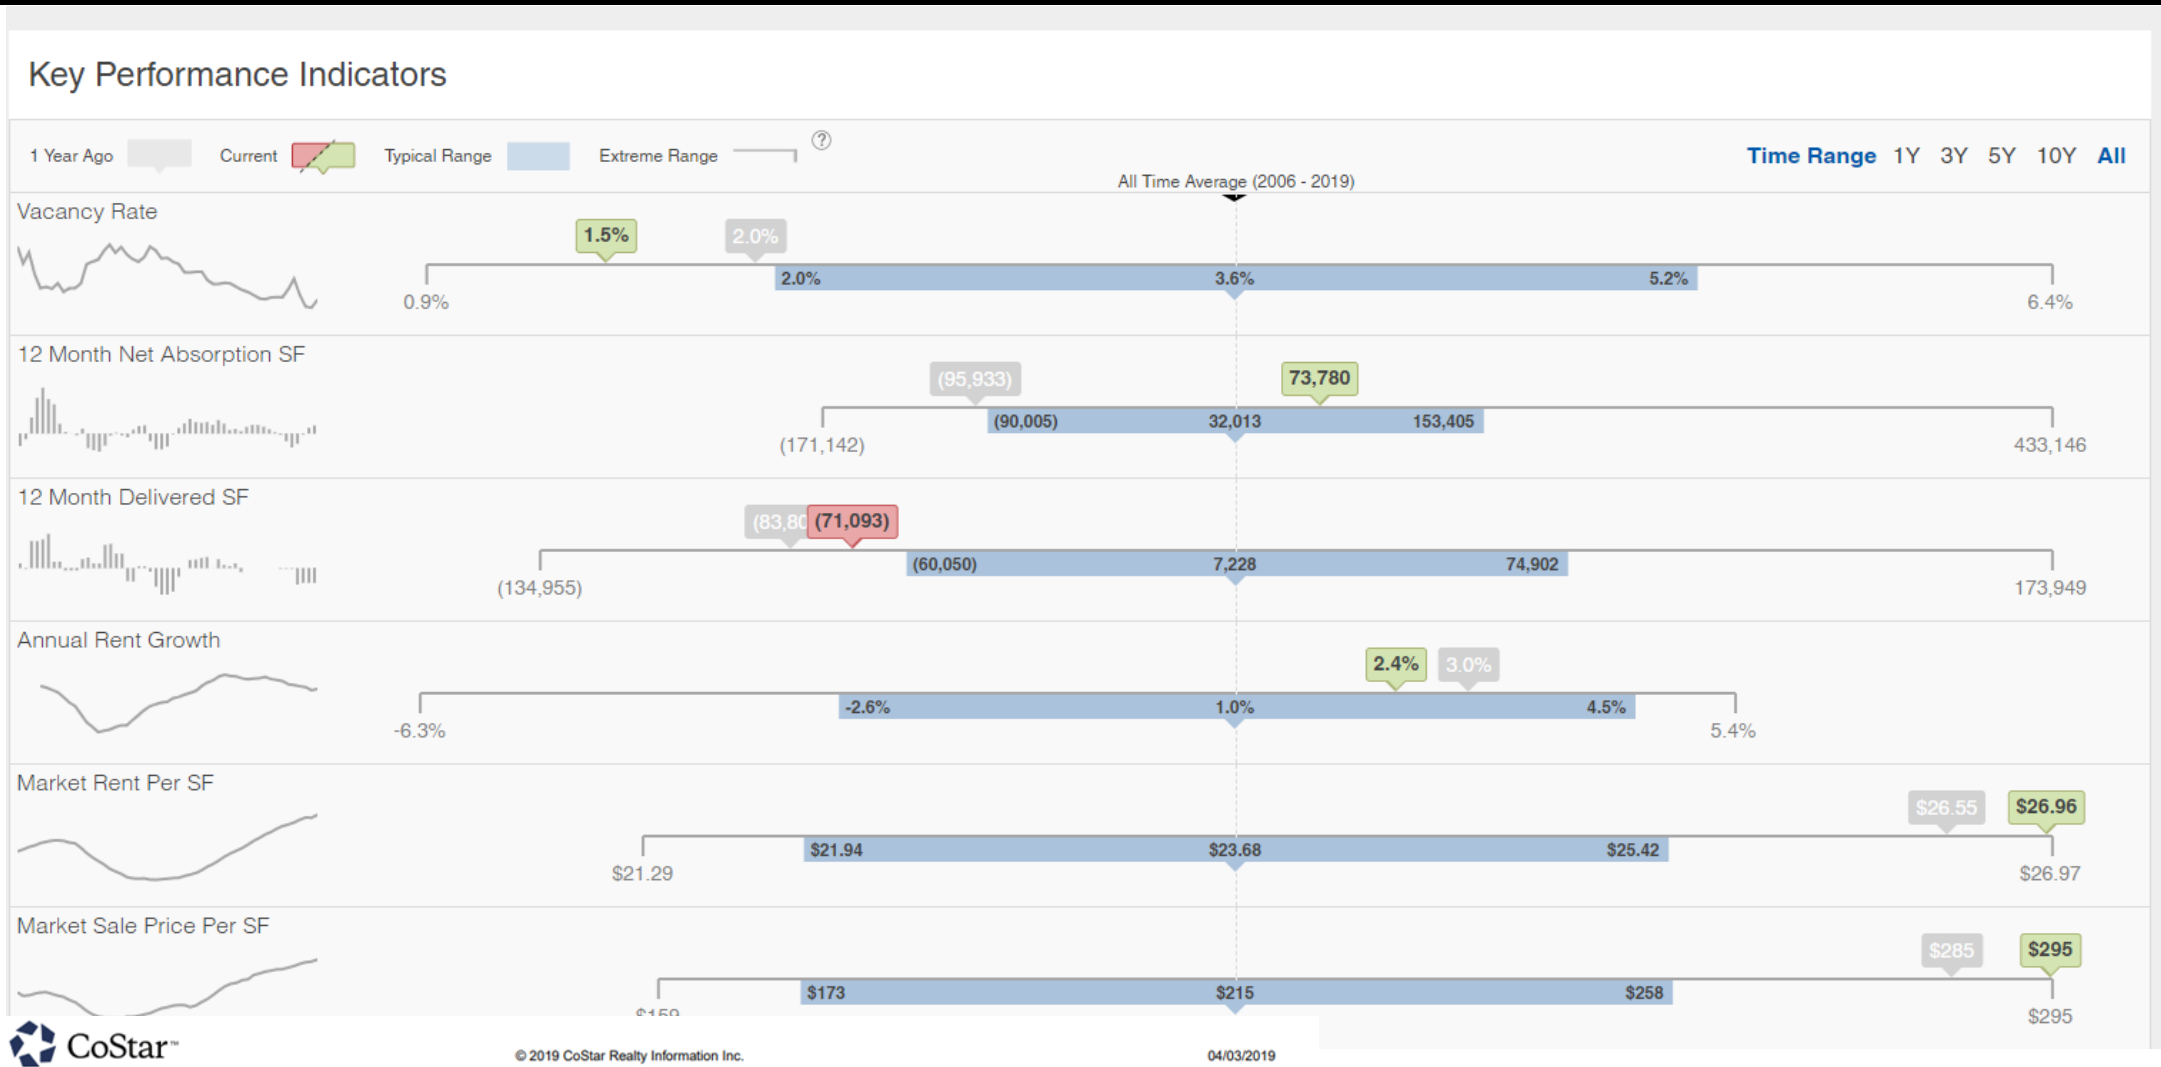 Key Performance Indicators
1 Year Ago Current Typical Range Extreme Range ? Time Range 1Y 3Y 5Y 10Y All
All Time Average (2006 - 2019)
Vacancy Rate
1.5% 2.0%
2.0% 3.6% 5.2%
0.9% 6.4%
12 Month Net Absorption SF
(95,933) 73,780
(90,005) 32,013 153,405
(171,142) 433,146
12 Month Delivered SF
(83,80 (71,093)
(60,050) 7,228 74,902
(134,955) 173,949
Annual Rent Growth
2.4% 3.0%
-2.6% 1.0% 4.5%
-6.3% 5.4%
Market Rent Per SF
$26.55 $26.96
$21.94 $23.68 $25.42
$21.29 $26.97
Market Sale Price Per SF
$285 $295
$173 $215 $258
$159 $295
CoStar™
© 2019 CoStar Realty Information Inc. 04/03/2019